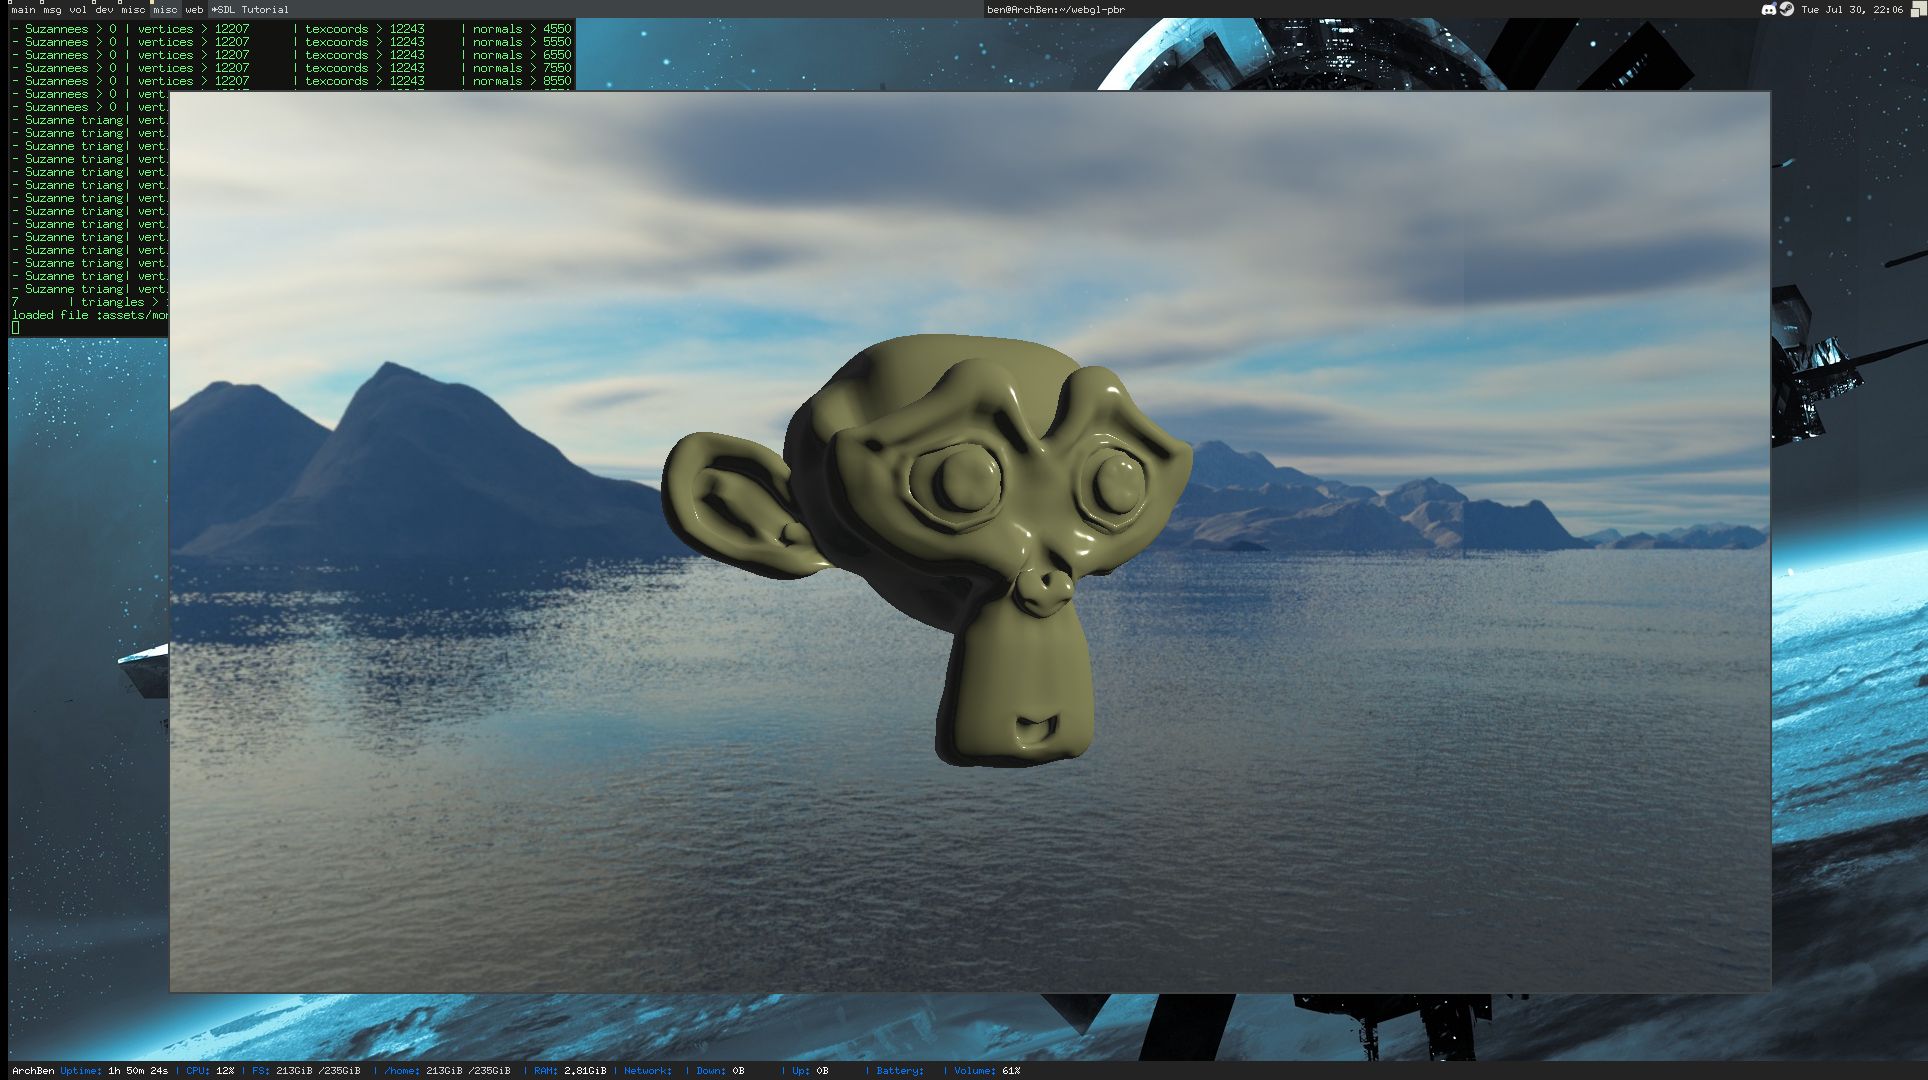 main msg vol dev misc misc web *SDL Tutorial ben@ArchBen:~/webgl-pbr Tue Jul 30, 22:06
- Suzannees > 0 | vertices > 12207 | texcoords > 12243 | normals > 4550
- Suzannees > 0 | vertices > 12207 | texcoords > 12243 | normals > 5550
- Suzannees > 0 | vertices > 12207 | texcoords > 12243 | normals > 6550
- Suzannees > 0 | vertices > 12207 | texcoords > 12243 | normals > 7550
- Suzannees > 0 | vertices > 12207 | texcoords > 12243 | normals > 8550
- Suzannees > 0 | vert
- Suzannees > 0 | vert
- Suzanne triang| vert
- Suzanne triang| vert
- Suzanne triang| vert
- Suzanne triang| vert
- Suzanne triang| vert
- Suzanne triang| vert
- Suzanne triang| vert
- Suzanne triang| vert
- Suzanne triang| vert
- Suzanne triang| vert
- Suzanne triang| vert
- Suzanne triang| vert
- Suzanne triang| vert
- Suzanne triang| vert
7 | triangles >
loaded file :assets/mo
ArchBen Uptime: 1h 50m 24s | CPU: 12% | FS: 213GiB /235GiB | /home: 213GiB /235GiB | RAM: 2.81GiB | Network: | Down: 0B | Up: 0B | Battery: | Volume: 61%